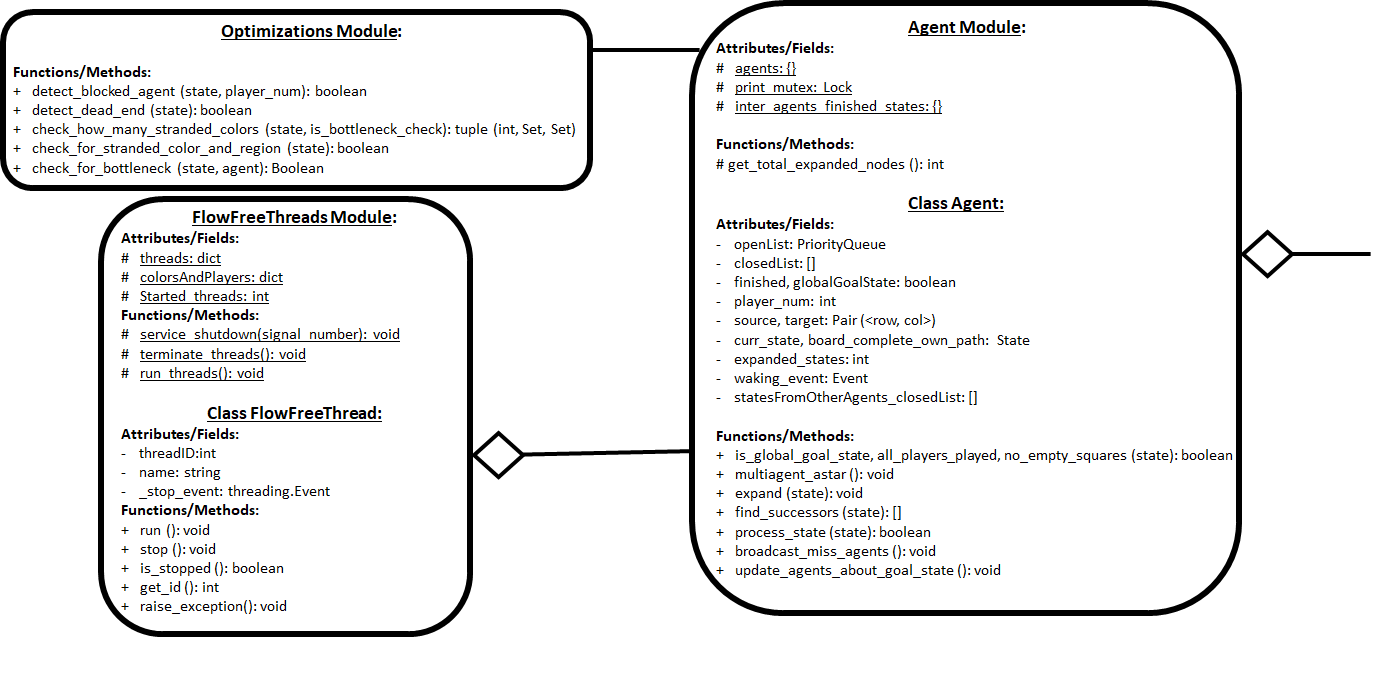 Optimizations Module:
Functions/Methods:
+ detect_blocked_agent (state, player_num): boolean
+ detect_dead_end (state): boolean
+ check_how_many_stranded_colors (state, is_bottleneck_check): tuple (int, Set, Set)
+ check_for_stranded_color_and_region (state): boolean
+ check_for_bottleneck (state, agent): Boolean
FlowFreeThreads Module:
Attributes/Fields:
# threads: dict
# colorsAndPlayers: dict
# Started_threads: int
Functions/Methods:
# service_shutdown(signal_number): void
# terminate_threads(): void
# run_threads(): void
Class FlowFreeThread:
Attributes/Fields:
- threadID:int
- name: string
- _stop_event: threading.Event
Functions/Methods:
+ run (): void
+ stop (): void
+ is_stopped (): boolean
+ get_id (): int
+ raise_exception(): void
Agent Module:
Attributes/Fields:
# agents: {}
# print_mutex: Lock
# inter_agents_finished_states: {}
Functions/Methods:
# get_total_expanded_nodes (): int
Class Agent:
Attributes/Fields:
- openList: PriorityQueue
- closedList: []
- finished, globalGoalState: boolean
- player_num: int
- source, target: Pair (<row, col>)
- curr_state, board_complete_own_path: State
- expanded_states: int
- waking_event: Event
- statesFromOtherAgents_closedList: []
Functions/Methods:
+ is_global_goal_state, all_players_played, no_empty_squares (state): boolean
+ multiagent_astar (): void
+ expand (state): void
+ find_successors (state): []
+ process_state (state): boolean
+ broadcast_miss_agents (): void
+ update_agents_about_goal_state (): void